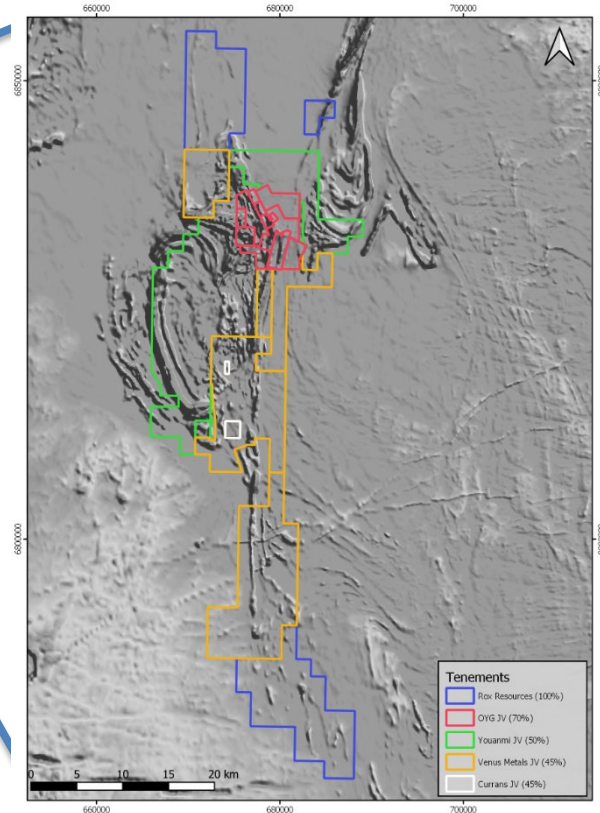 660000 680000 700000
6850000
6800000
Tenements
Rox Resources (100%)
OYG JV (70%)
Youanmi JV (50%)
Venus Metals JV (45%)
Currans JV (45%)
0 5 10 15 20 km
660000 680000 700000